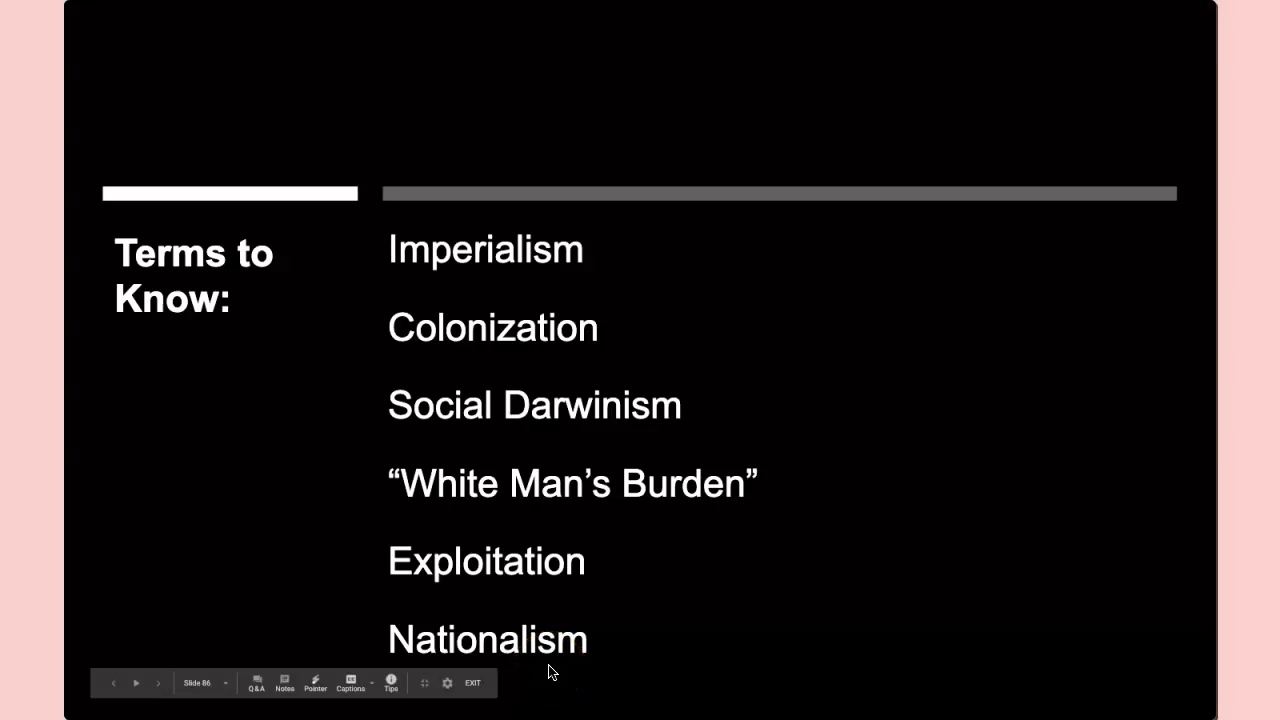 Terms to
Know:
Imperialism
Colonization
Social Darwinism
“White Man’s Burden”
Exploitation
Nationalism
Slide 86
Q&A
Notes
Pointer
Captions
Tips
EXIT